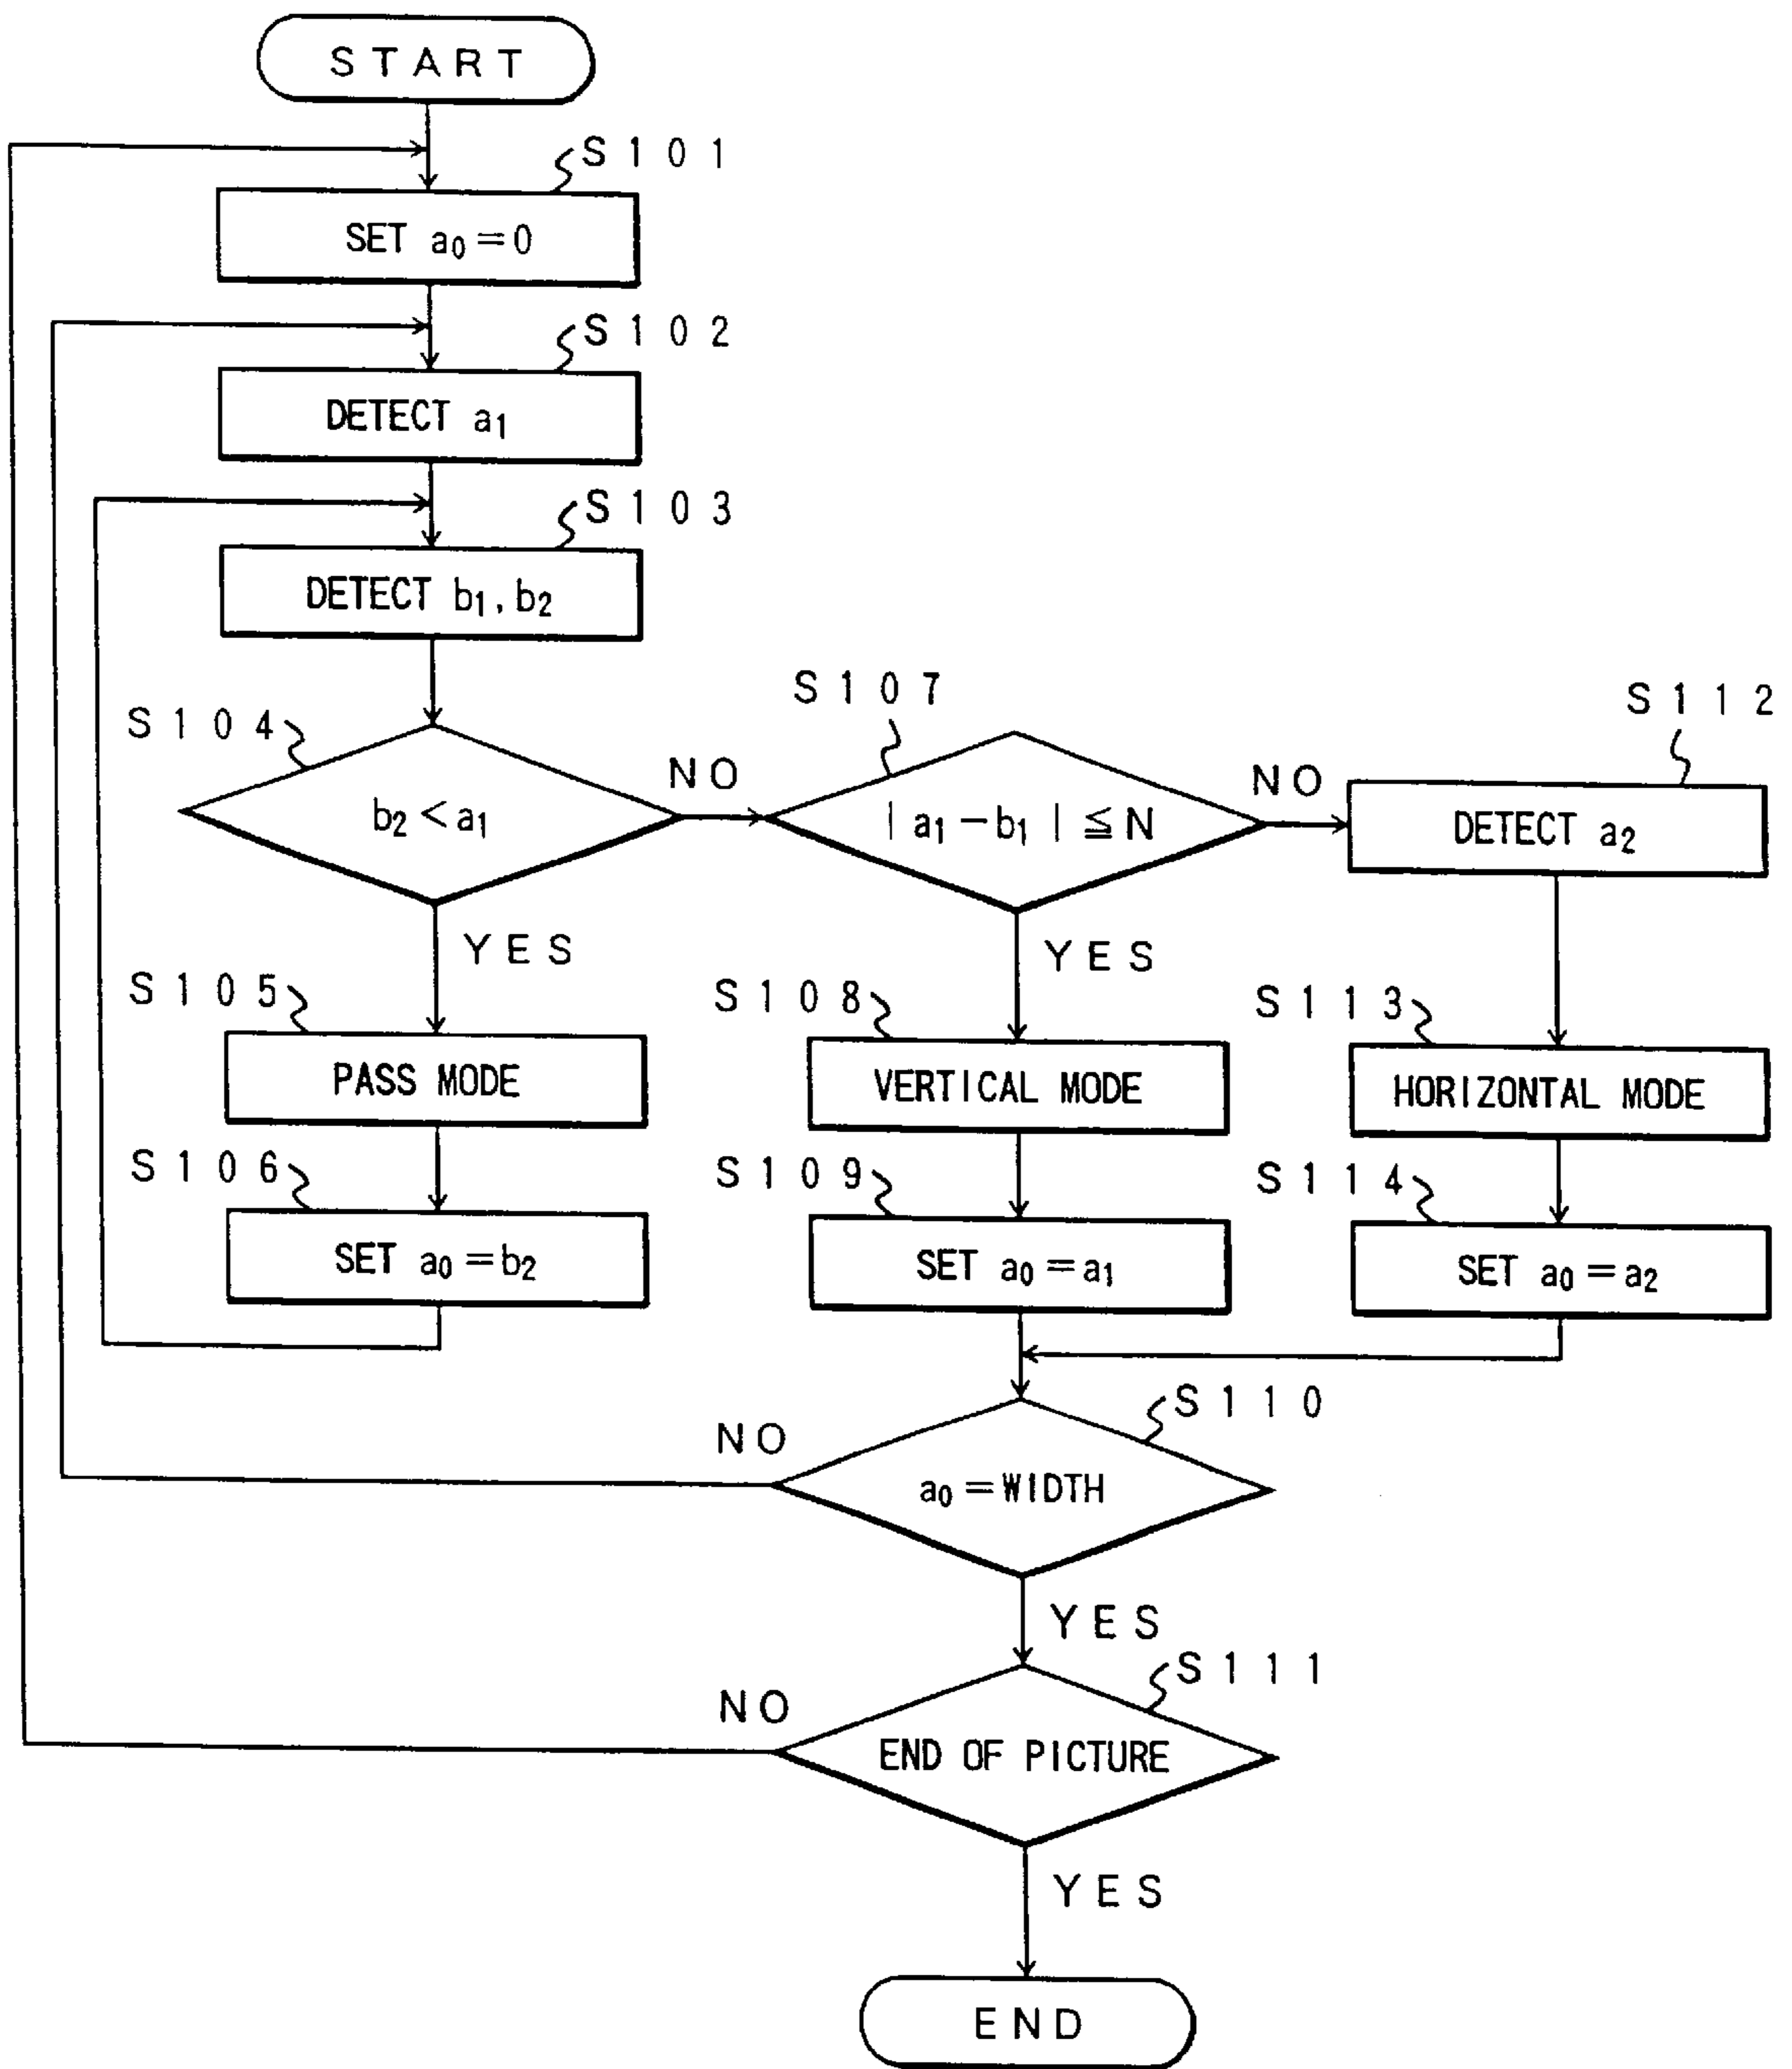 START
S101
SET a₀=0
S102
DETECT a₁
S103
DETECT b₁, b₂
S104
b₂<a₁
NO
S107
|a₁-b₁|≦N
NO
S112
DETECT a₂
YES
YES
S105
PASS MODE
S108
VERTICAL MODE
S113
HORIZONTAL MODE
S106
SET a₀=b₂
S109
SET a₀=a₁
S114
SET a₀=a₂
S110
NO
a₀=WIDTH
YES
S111
NO
END OF PICTURE
YES
END